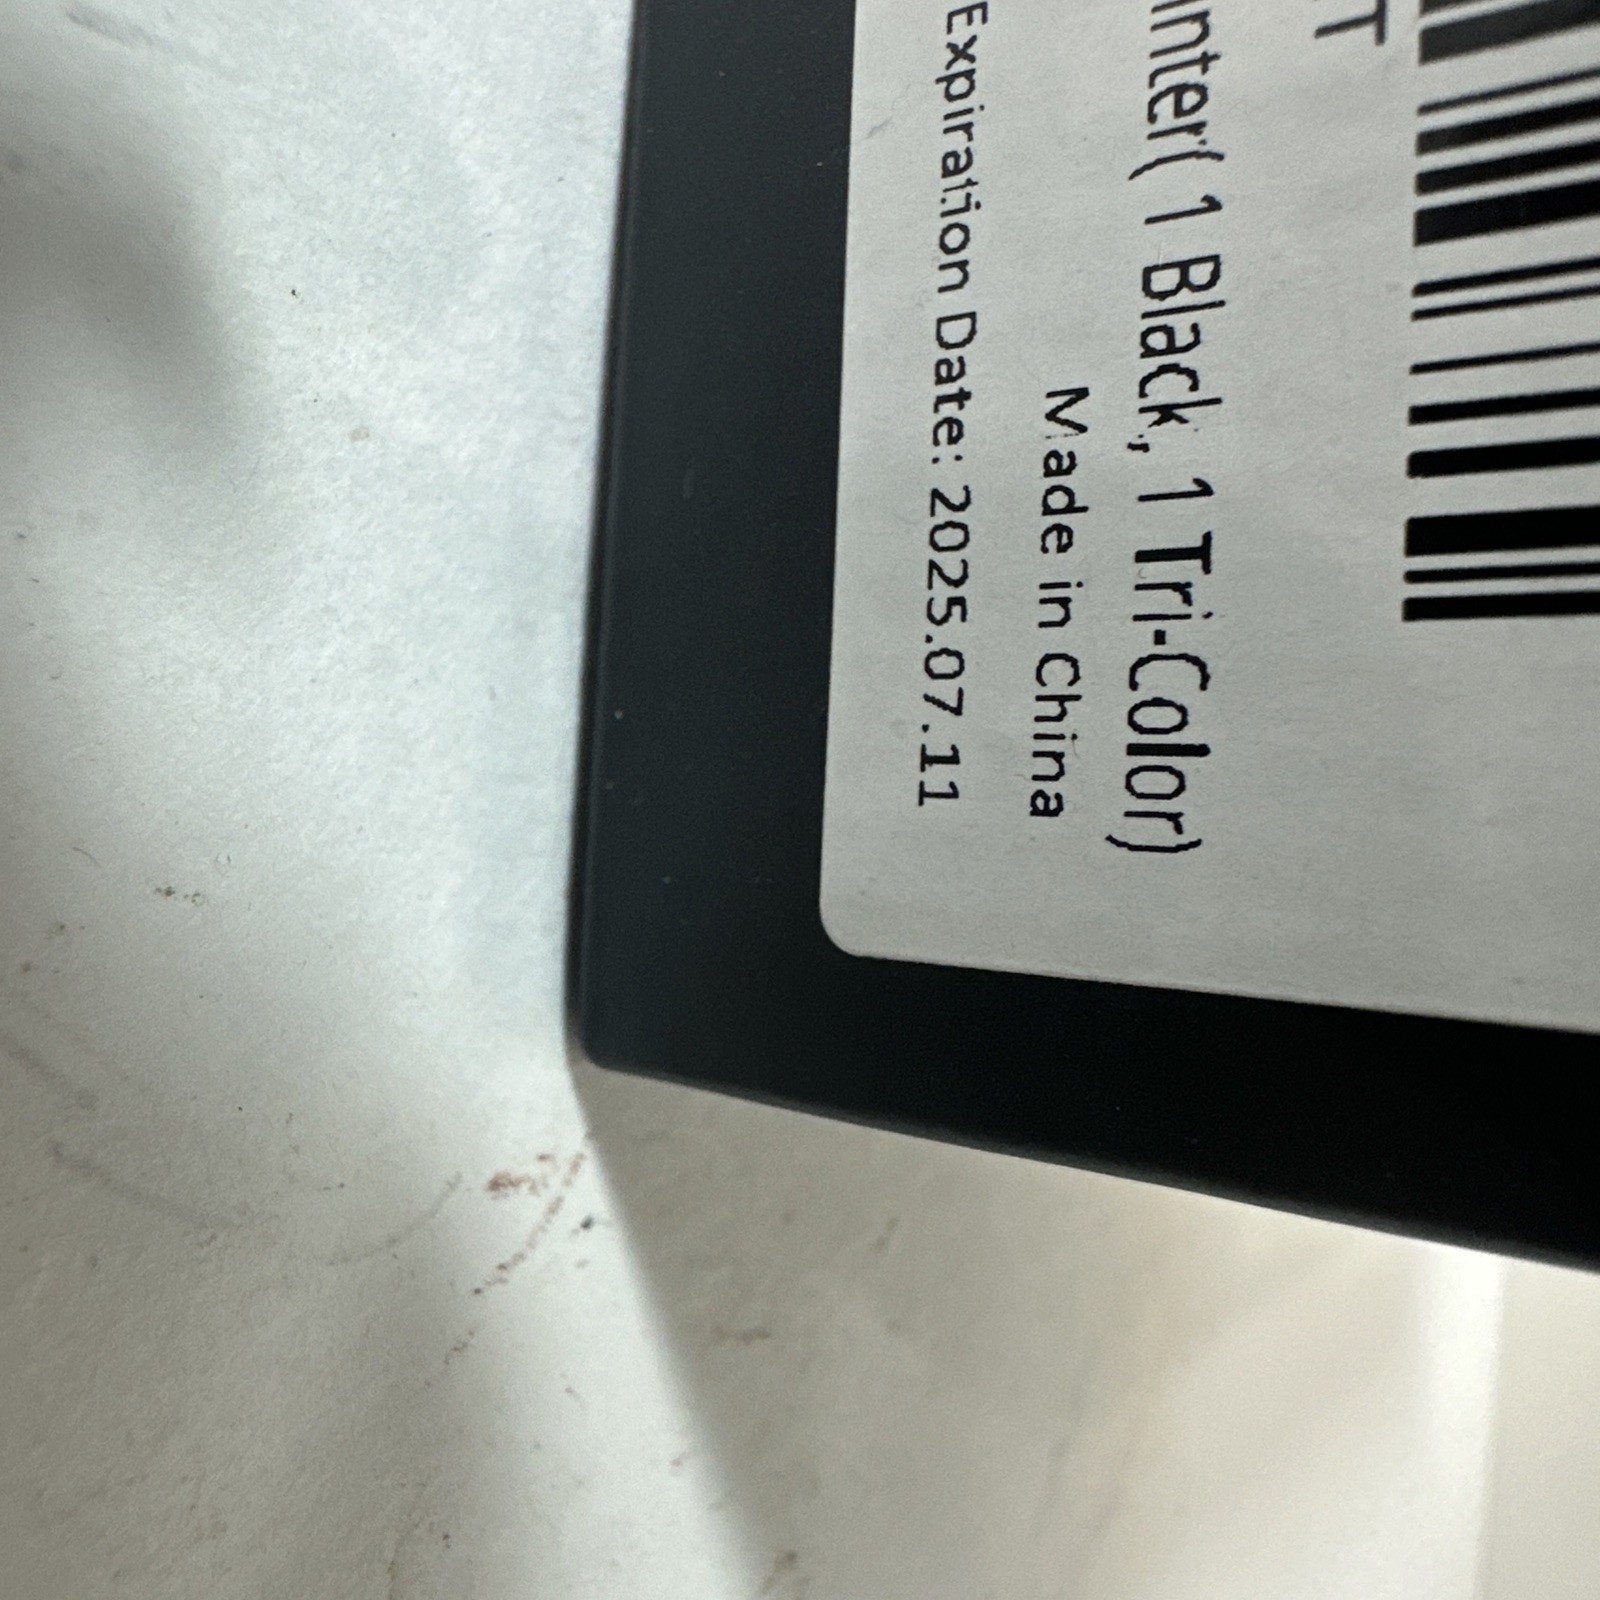 T
inter( 1 Black, 1 Tri-Color)
Made in China
Expiration Date: 2025.07.11